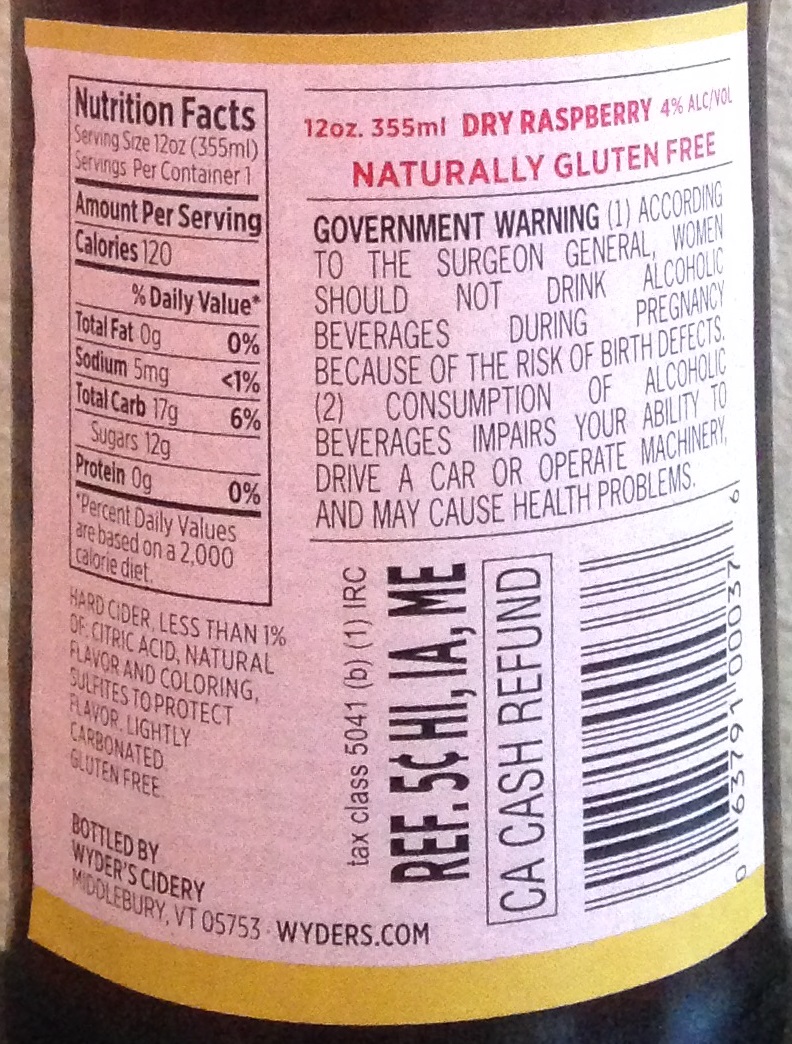 Nutrition Facts
Serving Size 12oz (355ml)
Servings Per Container 1
Amount Per Serving
Calories 120
% Daily Value*
Total Fat 0g 0%
Sodium 5mg <1%
Total Carb 17g 6%
Sugars 12g
Protein 0g 0%
*Percent Daily Values
are based on a 2,000
calorie diet.
HARD CIDER, LESS THAN 1%
OF: CITRIC ACID, NATURAL
FLAVOR AND COLORING,
SULFITES TO PROTECT
FLAVOR. LIGHTLY
CARBONATED.
GLUTEN FREE.
BOTTLED BY
WYDER'S CIDERY
MIDDLEBURY, VT 05753 · WYDERS.COM
12oz. 355ml DRY RASPBERRY 4% ALC/VOL
NATURALLY GLUTEN FREE
GOVERNMENT WARNING (1) ACCORDING
TO THE SURGEON GENERAL, WOMEN
SHOULD NOT DRINK ALCOHOLIC
BEVERAGES DURING PREGNANCY
BECAUSE OF THE RISK OF BIRTH DEFECTS.
(2) CONSUMPTION OF ALCOHOLIC
BEVERAGES IMPAIRS YOUR ABILITY TO
DRIVE A CAR OR OPERATE MACHINERY,
AND MAY CAUSE HEALTH PROBLEMS.
tax class 5041 (b) (1) IRC
REF. 5¢ HI, IA, ME
CA CASH REFUND
0 63791 00037 6